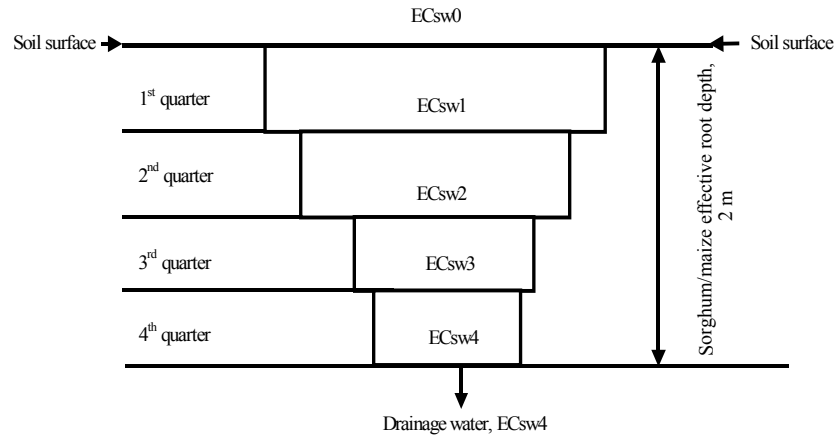 ECsw0
Soil surface
Soil surface
1st quarter
ECsw1
2nd quarter
ECsw2
3rd quarter
ECsw3
4th quarter
ECsw4
Sorghum/maize effective root depth,
2 m
Drainage water, ECsw4